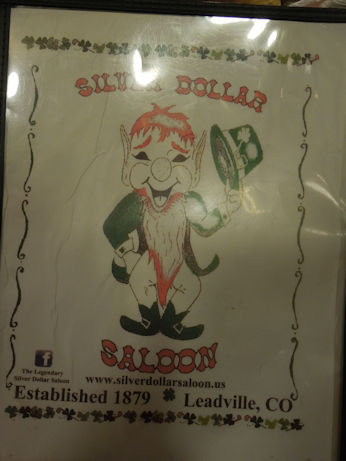 SILVER DOLLAR
SALOON
f
The Legendary
Silver Dollar Saloon
www.silverdollarsaloon.us
Established 1879 Leadville, CO